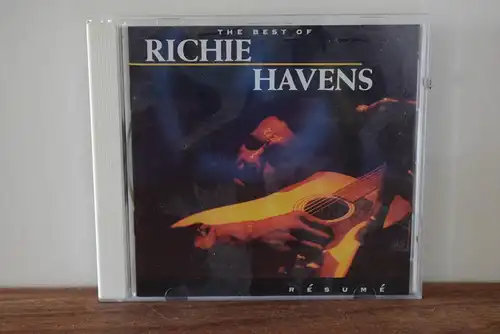 THE BEST OF
RICHIE
HAVENS
RÉSUMÉ